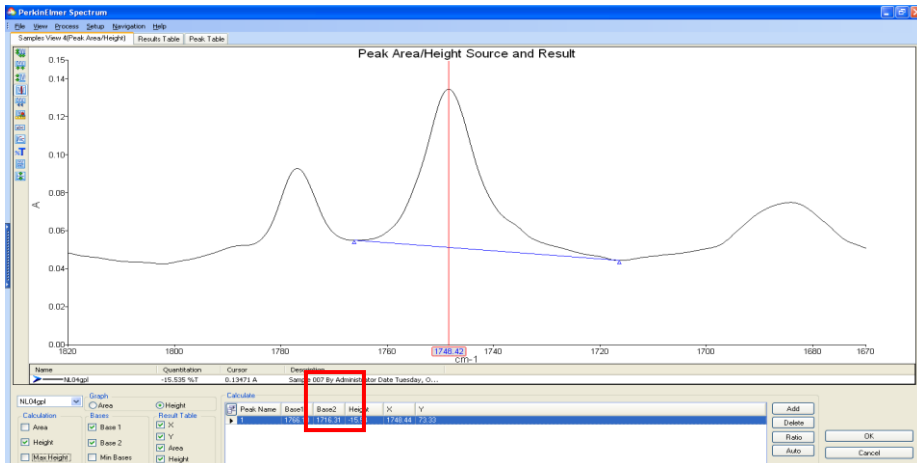 PerkinElmer Spectrum
File View Process Setup Navigation Help
Samples View 4(Peak Area/Height) Results Table Peak Table
Peak Area/Height Source and Result
0.15
0.14
0.12
0.10
0.08
A
0.06
0.04
0.02
0.00
1820 1800 1780 1760 1748.42 1740 1720 1700 1680 1670
cm-1
Name Quantitation Cursor Description
NL04gpl -15.535 %T 0.13471 A Sample 007 By Administrator Date Tuesday, O...
NL04gpl Graph Calculate
Area Height
Peak Name Base1 Base2 Height X Y
1 1716.31 1748.44 73.33
Calculation Bases Result Table
Area Base 1 X
Height Base 2 Y
Area
Max Height Min Bases Height
Add
Delete
Ratio
Auto
OK
Cancel